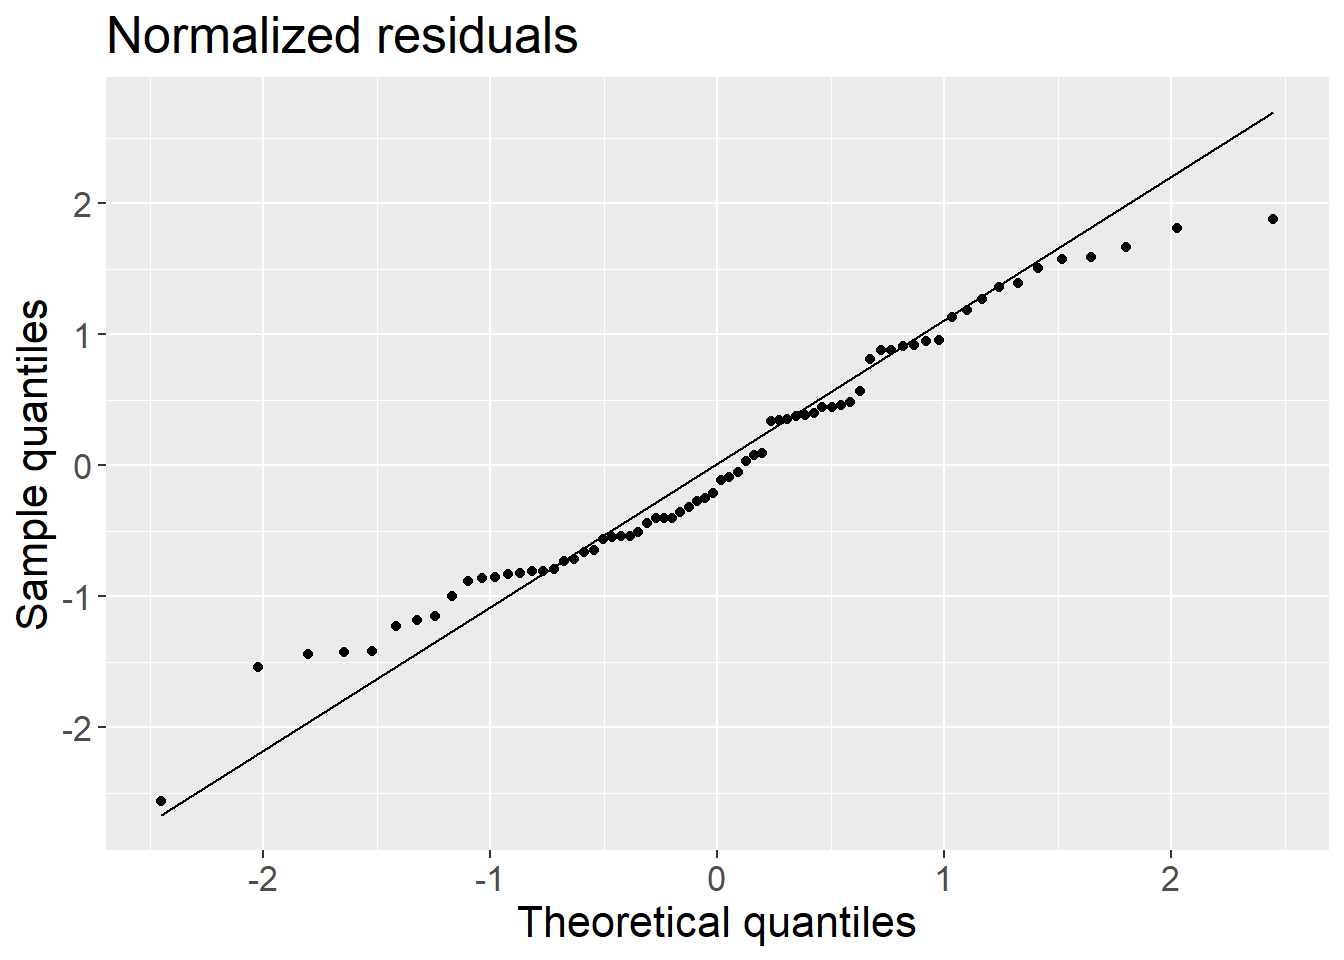 Normalized residuals
Sample quantiles
2
1
0
-1
-2
-2 -1 0 1 2
Theoretical quantiles